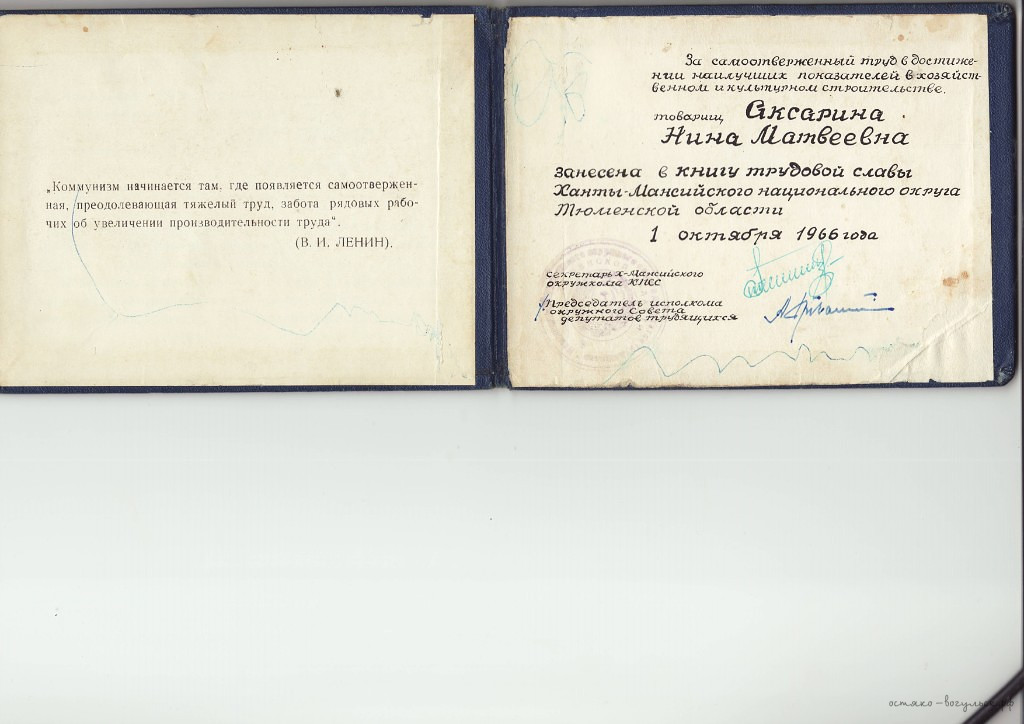 „Коммунизм начинается там, где появляется самоотвержен-
ная, преодолевающая тяжелый труд, забота рядовых рабо-
чих об увеличении производительности труда“.
(В. И. ЛЕНИН).
За самоотверженный труд в достиже-
нии наилучших показателей в хозяйст-
венном и культурном строительстве.
товарищ Аксарина
Нина Матвеевна
занесена в книгу трудовой славы
Ханты-Мансийского национального округа
Тюменской области
1 октября 1966 года
Секретарь Х-Мансийского
окружкома КПСС
Председатель исполкома
окружного Совета
депутатов трудящихся
остяко-вогульск.рф